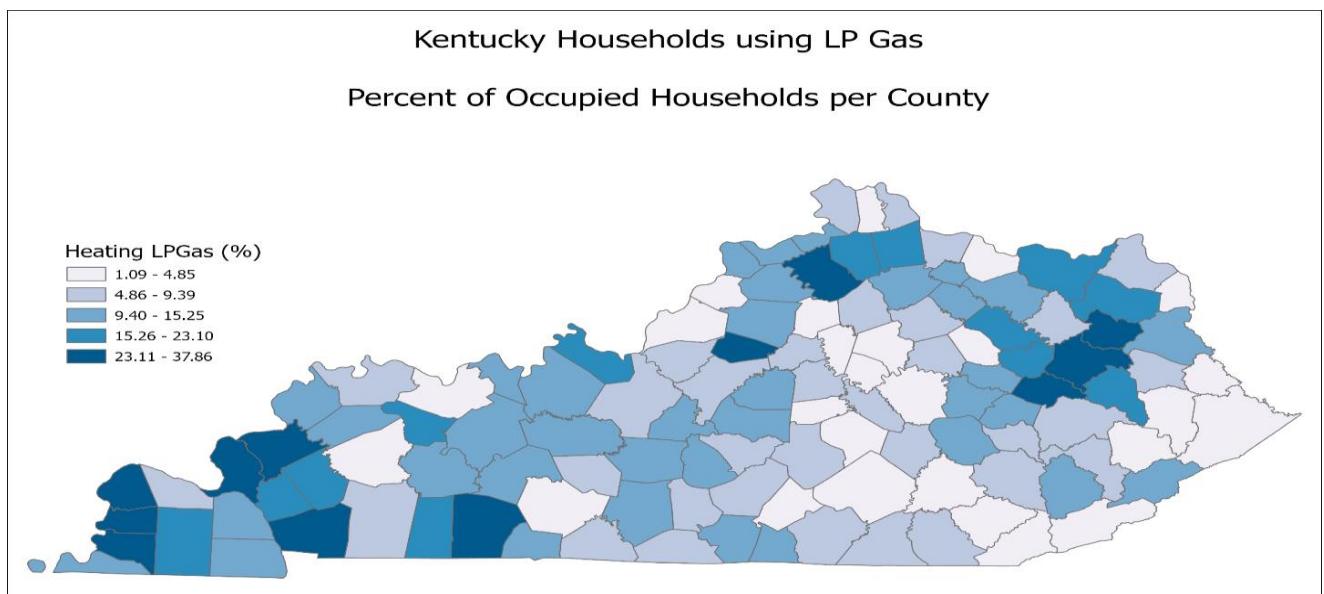 Kentucky Households using LP Gas
Percent of Occupied Households per County
Heating LPGas (%)
1.09 - 4.85
4.86 - 9.39
9.40 - 15.25
15.26 - 23.10
23.11 - 37.86